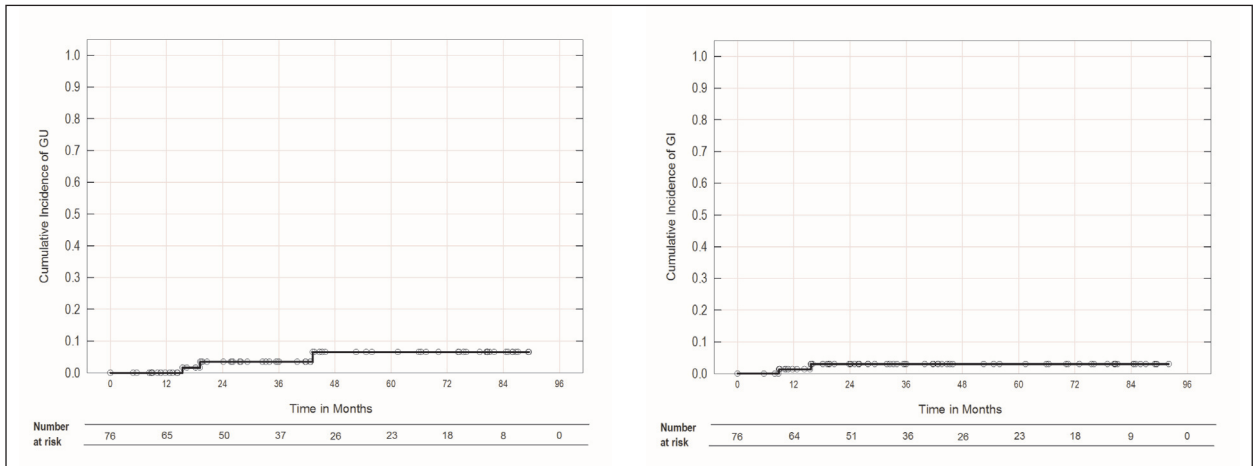 Cumulative Incidence of GU
1.0
0.9
0.8
0.7
0.6
0.5
0.4
0.3
0.2
0.1
0.0
0 12 24 36 48 60 72 84 96
Time in Months
Number at risk
76 65 50 37 26 23 18 8 0
Cumulative Incidence of GI
1.0
0.9
0.8
0.7
0.6
0.5
0.4
0.3
0.2
0.1
0.0
0 12 24 36 48 60 72 84 96
Time in Months
Number at risk
76 64 51 36 26 23 18 9 0